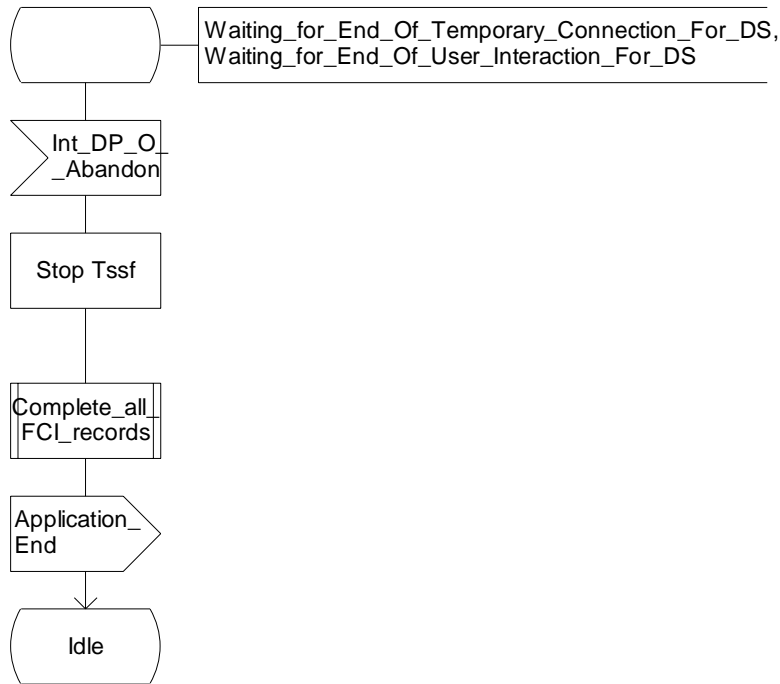 Waiting_for_End_Of_Temporary_Connection_For_DS,
Waiting_for_End_Of_User_Interaction_For_DS
Int_DP_O_
_Abandon
Stop Tssf
Complete_all_
FCI_records
Application_
End
Idle